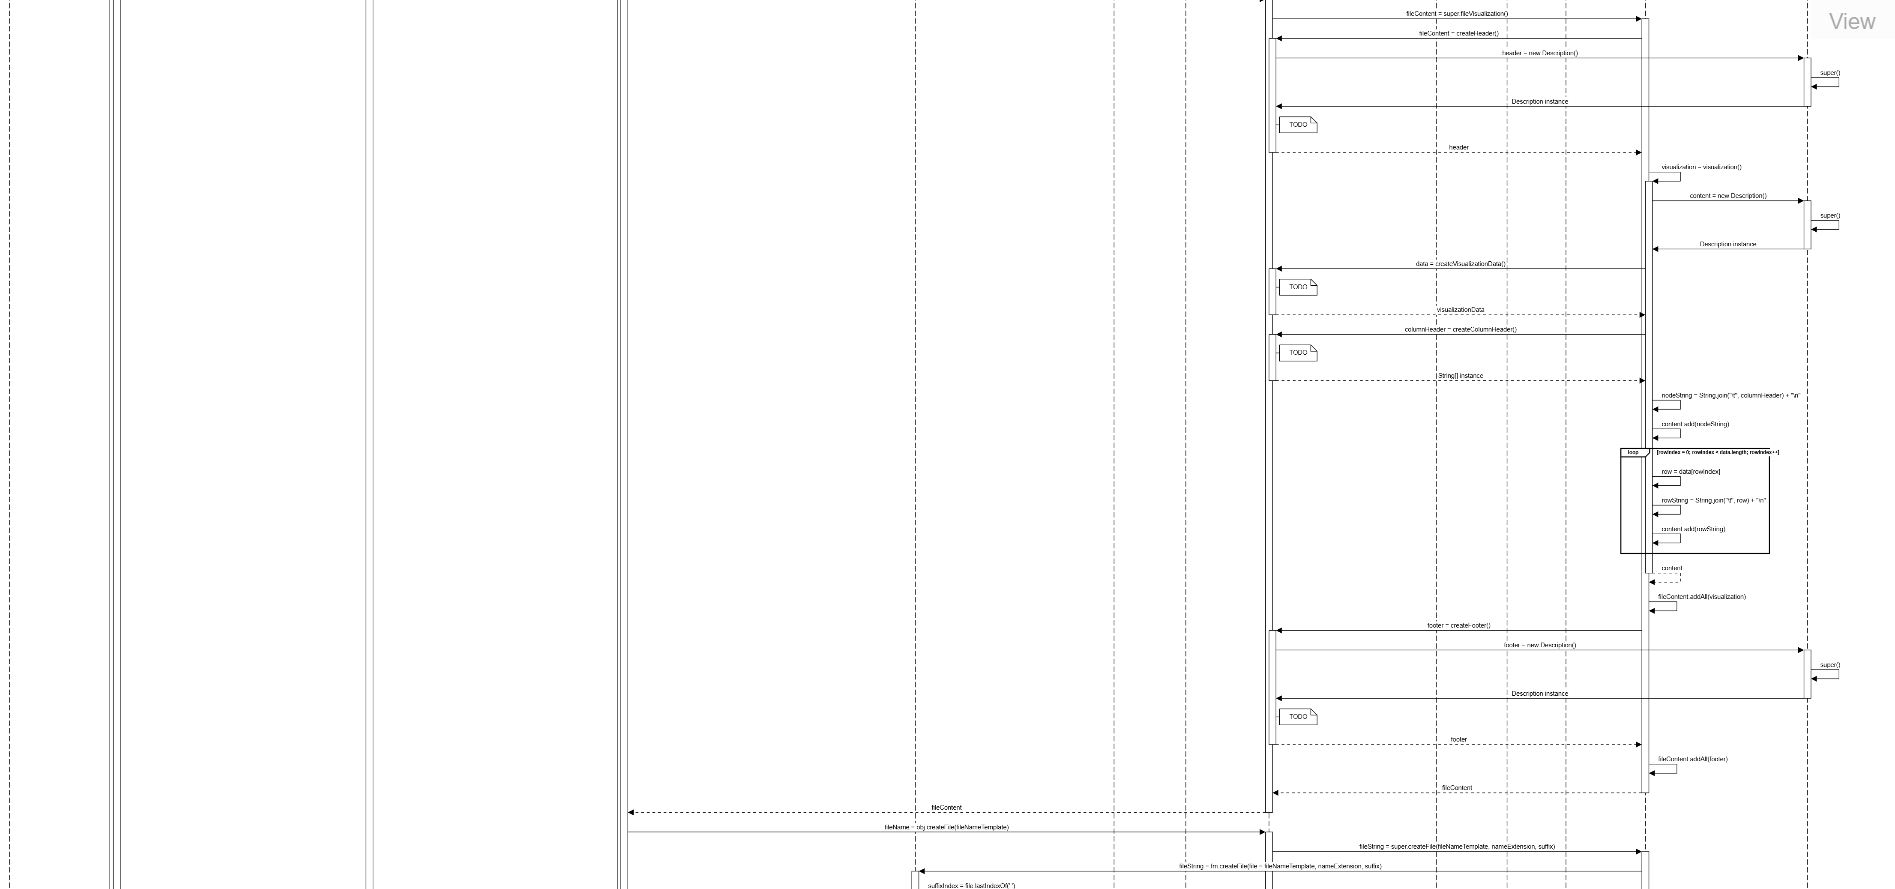 View
fileContent = super.fileVisualization()
fileContent = createHeader()
header = new Description()
super()
Description instance
TODO
header
visualization = visualization()
content = new Description()
super()
Description instance
data = createVisualizationData()
TODO
visualizationData
columnHeader = createColumnHeader()
TODO
String[] instance
nodeString = String.join("\t", columnHeader) + "\n"
content.add(nodeString)
loop [rowIndex = 0; rowIndex < data.length; rowIndex++]
row = data[rowIndex]
rowString = String.join("\t", row) + "\n"
content.add(rowString)
content
fileContent.addAll(visualization)
footer = createFooter()
footer = new Description()
super()
Description instance
TODO
footer
fileContent.addAll(footer)
fileContent
fileContent
fileName = obj.createFile(fileNameTemplate)
fileString = super.createFile(fileNameTemplate, nameExtension, suffix)
fileString = fm.createFile(file = fileNameTemplate, nameExtension, suffix)
suffixIndex = file.lastIndexOf('.')